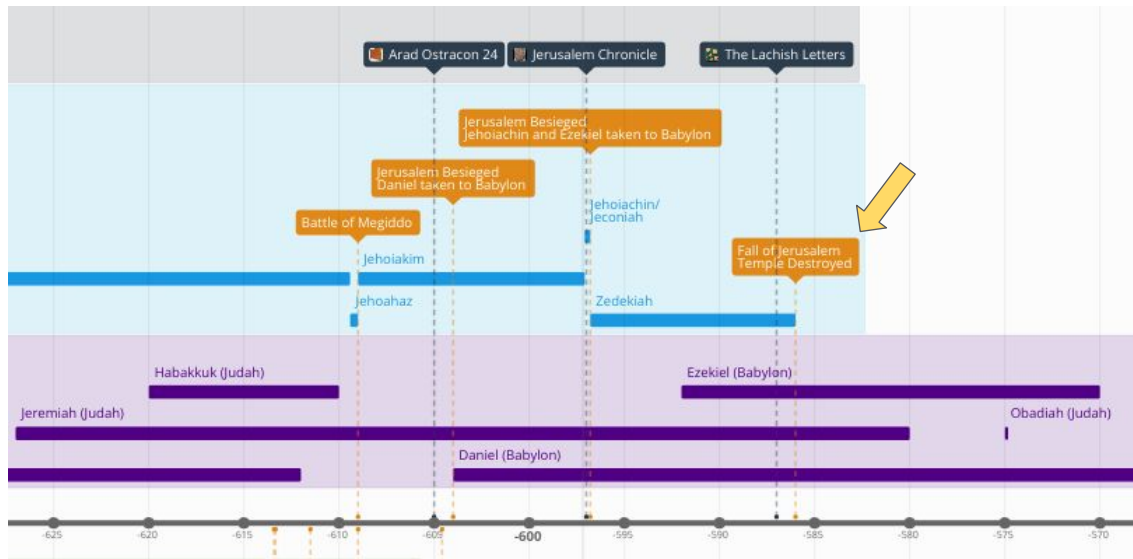 Arad Ostracon 24
Jerusalem Chronicle
The Lachish Letters
Jerusalem Besieged
Jehoiachin and Ezekiel taken to Babylon
Jerusalem Besieged
Daniel taken to Babylon
Jehoiachin/
Jeconiah
Battle of Megiddo
Fall of Jerusalem
Temple Destroyed
Jehoiakim
Jehoahaz
Zedekiah
Habakkuk (Judah)
Ezekiel (Babylon)
Jeremiah (Judah)
Obadiah (Judah)
Daniel (Babylon)
-625
-620
-615
-610
-605
-600
-595
-590
-585
-580
-575
-570